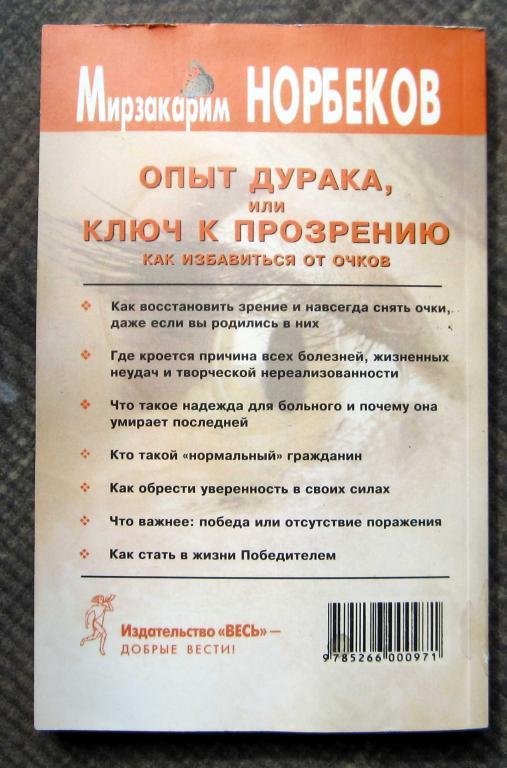 Мирзакарим НОРБЕКОВ
ОПЫТ ДУРАКА,
ИЛИ
КЛЮЧ К ПРОЗРЕНИЮ
КАК ИЗБАВИТЬСЯ ОТ ОЧКОВ
Как восстановить зрение и навсегда снять очки,
даже если вы родились в них
Где кроется причина всех болезней, жизненных
неудач и творческой нереализованности
Что такое надежда для больного и почему она
умирает последней
Кто такой «нормальный» гражданин
Как обрести уверенность в своих силах
Что важнее: победа или отсутствие поражения
Как стать в жизни Победителем
Издательство «ВЕСЬ» —
ДОБРЫЕ ВЕСТИ!
9 785266 000971